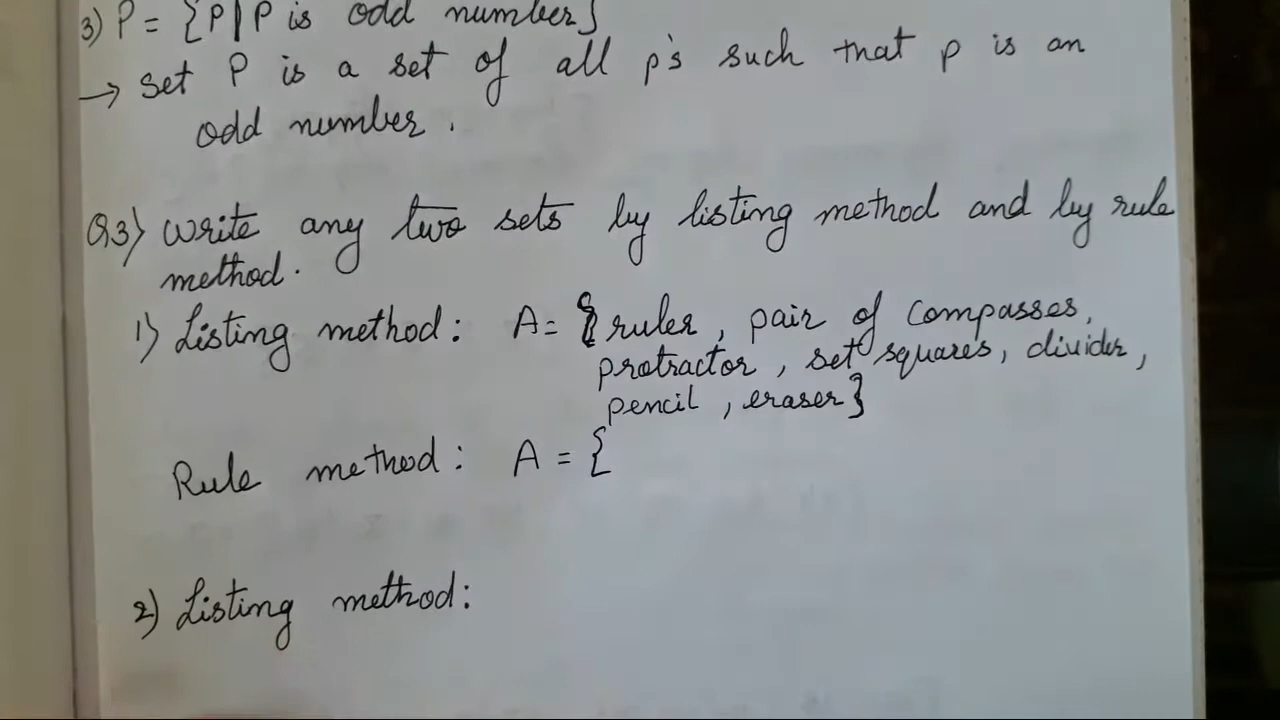 3) P = {P|P is odd number}
→ Set P is a set of all p's such that p is an
odd number.
Q3) Write any two sets by listing method and by rule
method.
1) Listing method: A = {ruler, pair of compasses,
protractor, set squares, divider,
pencil, eraser}
Rule method: A = {
2) Listing method: